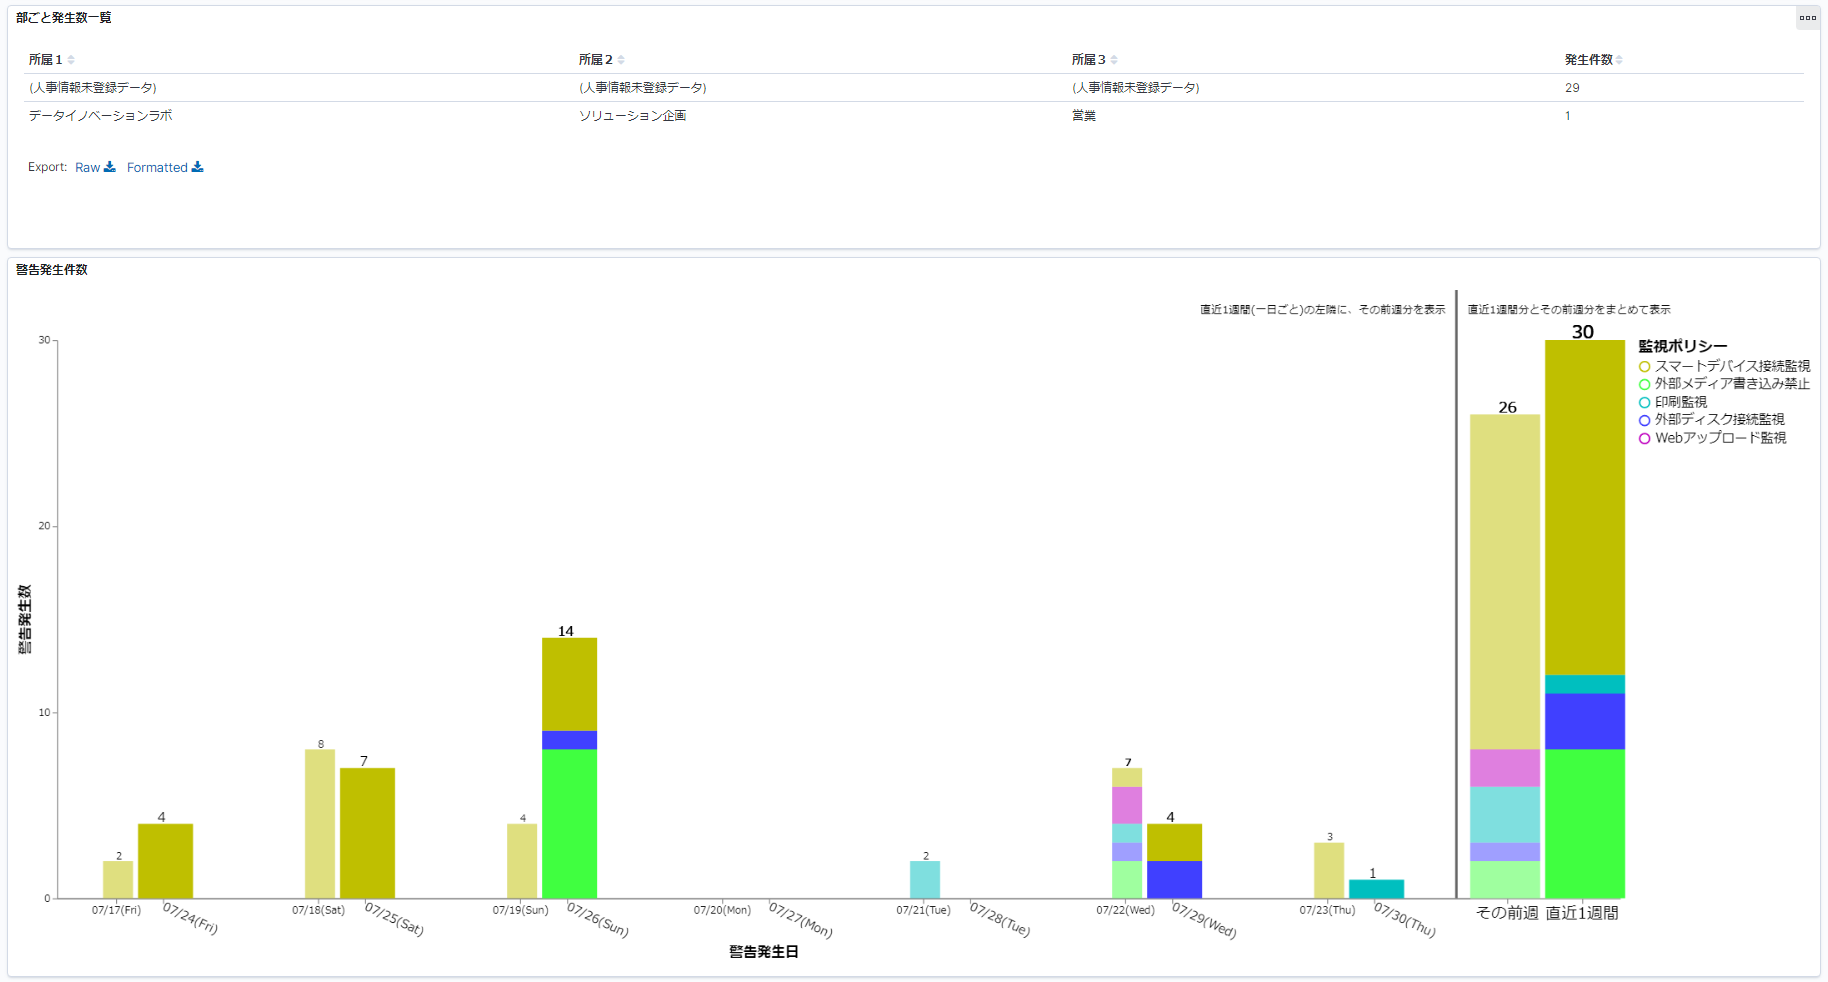 部ごと発生数一覧
所属1 所属2 所属3 発生件数
(人事情報未登録データ) (人事情報未登録データ) (人事情報未登録データ) 29
データイノベーションラボ ソリューション企画 営業 1
Export: Raw Formatted
警告発生件数
直近1週間(一日ごと)の左隣に、その前週分を表示
直近1週間分とその前週分をまとめて表示
30
20
10
0
警告発生数
2
4
8
7
4
14
2
7
4
3
1
26
30
監視ポリシー
スマートデバイス接続監視
外部メディア書き込み禁止
印刷監視
外部ディスク接続監視
Webアップロード監視
07/17(Fri) 07/24(Fri) 07/18(Sat) 07/25(Sat) 07/19(Sun) 07/26(Sun) 07/20(Mon) 07/27(Mon) 07/21(Tue) 07/28(Tue) 07/22(Wed) 07/29(Wed) 07/23(Thu) 07/30(Thu) その前週 直近1週間
警告発生日